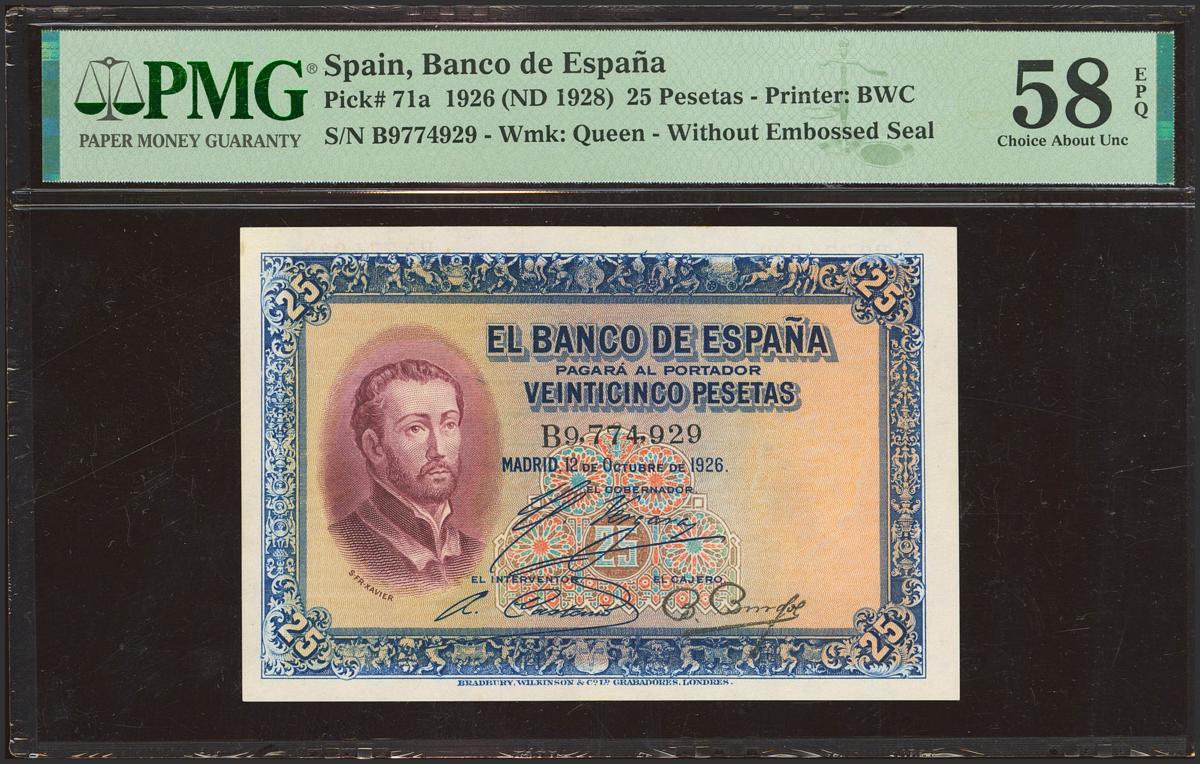 PMG®
PAPER MONEY GUARANTY
Spain, Banco de España
Pick# 71a 1926 (ND 1928) 25 Pesetas - Printer: BWC
S/N B9774929 - Wmk: Queen - Without Embossed Seal
58
EPQ
Choice About Unc
25
25
EL BANCO DE ESPAÑA
PAGARÁ AL PORTADOR
VEINTICINCO PESETAS
B9,774,929
MADRID 12 DE OCTUBRE DE 1926.
EL GOBERNADOR,
25
EL INTERVENTOR
EL CAJERO,
S. FR. XAVIER
25
25
BRADBURY, WILKINSON & Cº Lᴰ GRABADORES, LONDRES.